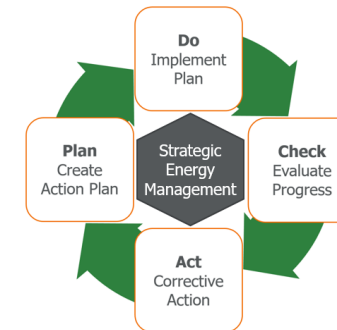 Do
Implement
Plan
Plan
Create
Action Plan
Strategic
Energy
Management
Check
Evaluate
Progress
Act
Corrective
Action